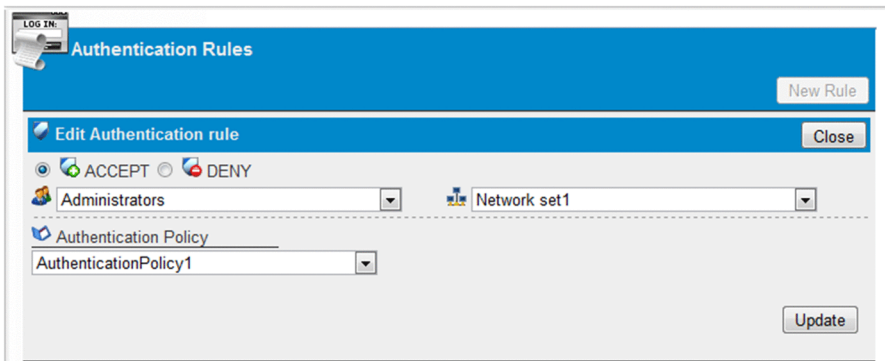 LOG IN:
Authentication Rules
New Rule
Edit Authentication rule
Close
ACCEPT DENY
Administrators Network set1
Authentication Policy
AuthenticationPolicy1
Update